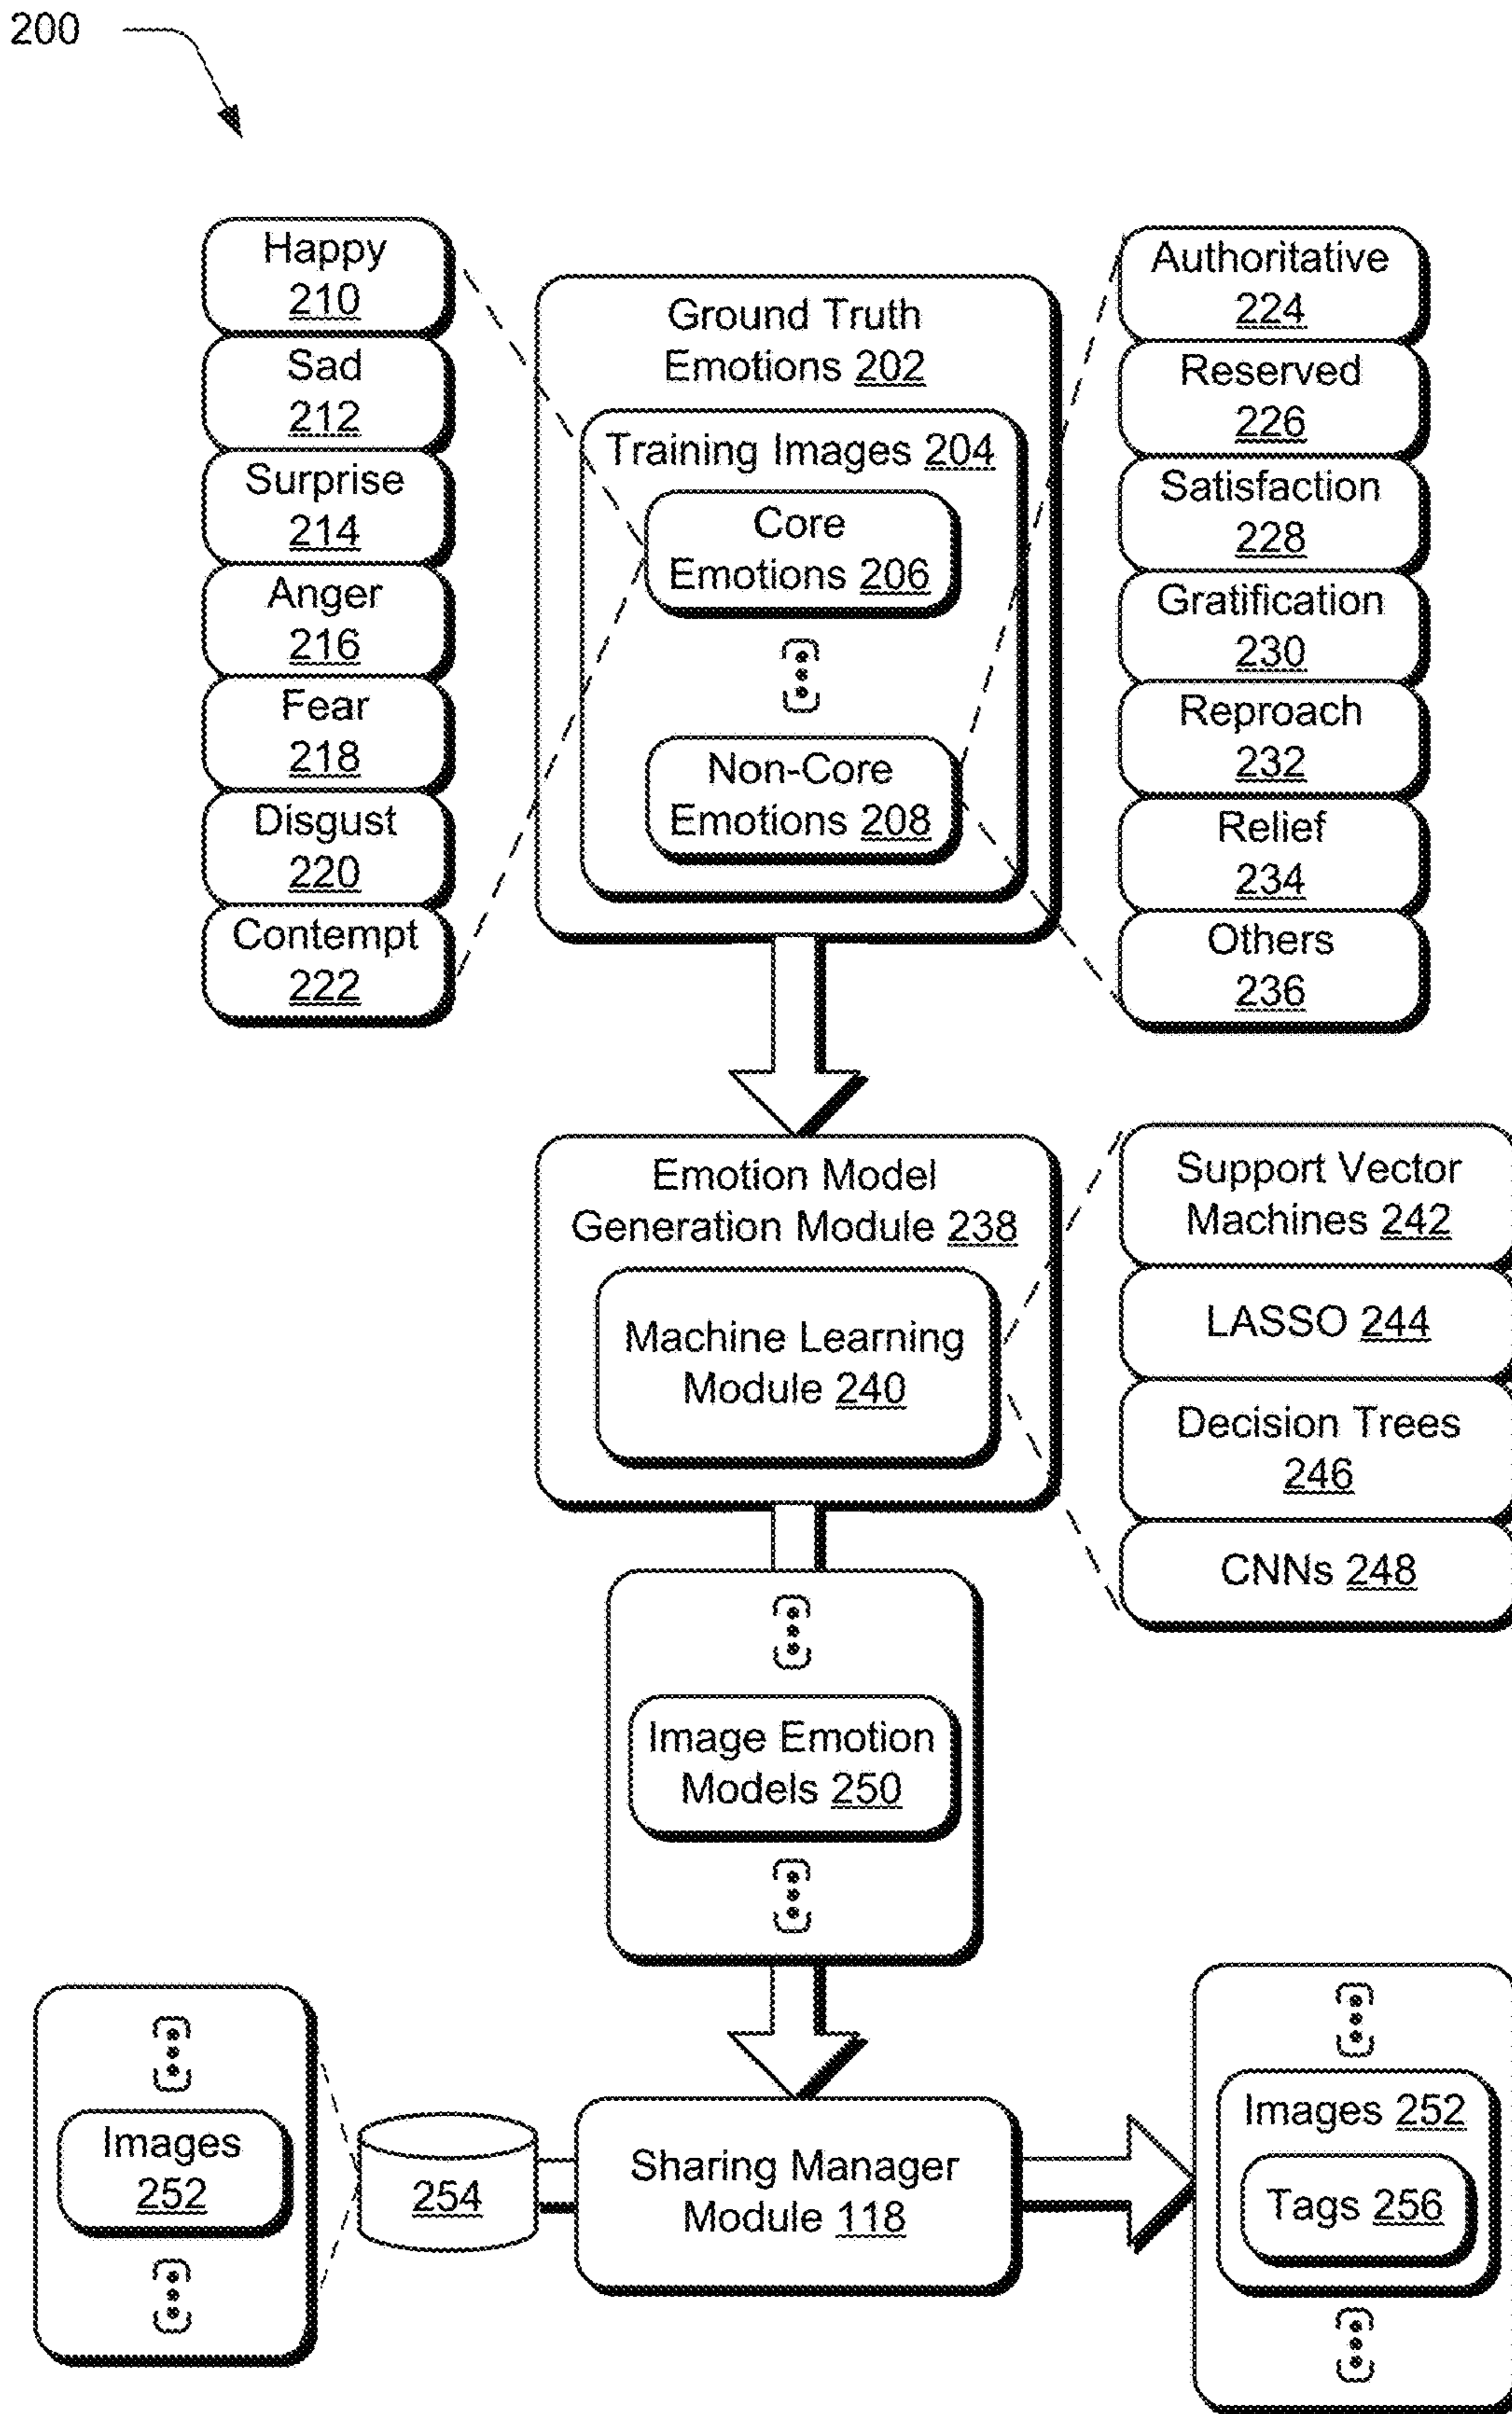 200
Happy
210
Sad
212
Surprise
214
Anger
216
Fear
218
Disgust
220
Contempt
222
Ground Truth
Emotions 202
Training Images 204
Core
Emotions 206
Non-Core
Emotions 208
Authoritative
224
Reserved
226
Satisfaction
228
Gratification
230
Reproach
232
Relief
234
Others
236
Emotion Model
Generation Module 238
Machine Learning
Module 240
Support Vector
Machines 242
LASSO 244
Decision Trees
246
CNNs 248
Image Emotion
Models 250
Images
252
254
Sharing Manager
Module 118
Images 252
Tags 256